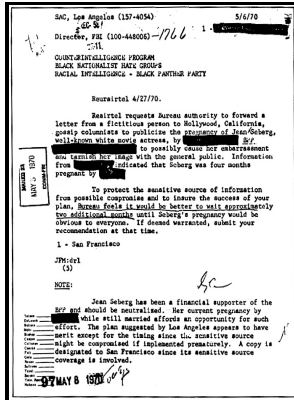 SAC, Los Angeles (157-4054)
5/6/70
Director, FBI (100-448006)-1766
1 -
COUNTERINTELLIGENCE PROGRAM
BLACK NATIONALIST HATE GROUPS
RACIAL INTELLIGENCE - BLACK PANTHER PARTY
Reurairtel 4/27/70.
Reairtel requests Bureau authority to forward a
letter from a fictitious person to Hollywood, California,
gossip columnists to publicize the pregnancy of Jean Seberg,
well-known white movie actress, by
BPP
to possibly cause her embarrassment
and tarnish her image with the general public. Information
from
indicated that Seberg was four months
pregnant by
To protect the sensitive source of information
from possible compromise and to insure the success of your
plan, Bureau feels it would be better to wait approximately
two additional months until Seberg's pregnancy would be
obvious to everyone. If deemed warranted, submit your
recommendation at that time.
1 - San Francisco
JFM:drl
(5)
NOTE:
Jean Seberg has been a financial supporter of the
BPP and should be neutralized. Her current pregnancy by
while still married affords an opportunity for such
effort. The plan suggested by Los Angeles appears to have
merit except for the timing since the sensitive source
might be compromised if implemented prematurely. A copy is
designated to San Francisco since its sensitive source
coverage is involved.
MAY 5 1970
97 MAY 8 1970